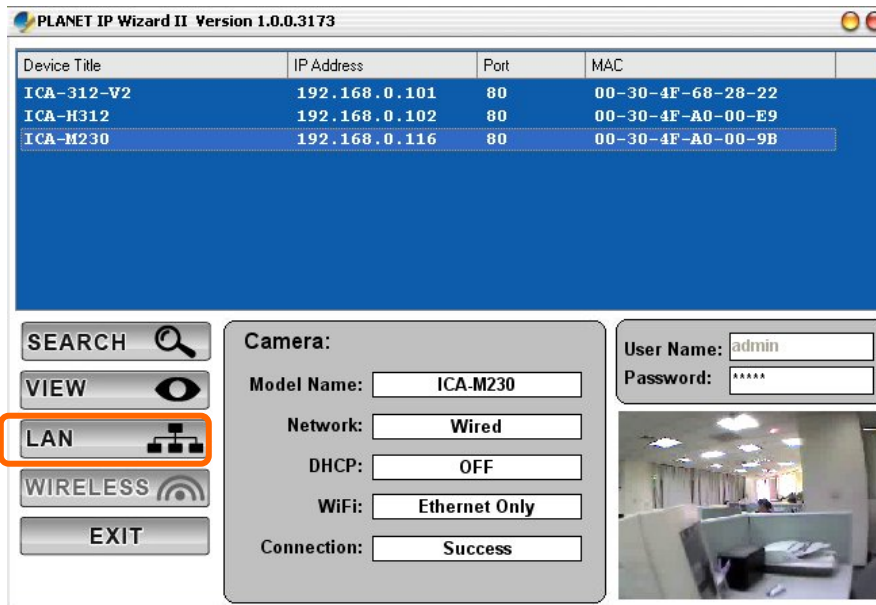 PLANET IP Wizard II Version 1.0.0.3173
Device Title IP Address Port MAC
ICA-312-V2 192.168.0.101 80 00-30-4F-68-28-22
ICA-H312 192.168.0.102 80 00-30-4F-A0-00-E9
ICA-M230 192.168.0.116 80 00-30-4F-A0-00-9B
SEARCH
VIEW
LAN
WIRELESS
EXIT
Camera:
Model Name: ICA-M230
Network: Wired
DHCP: OFF
WiFi: Ethernet Only
Connection: Success
User Name: admin
Password: *****